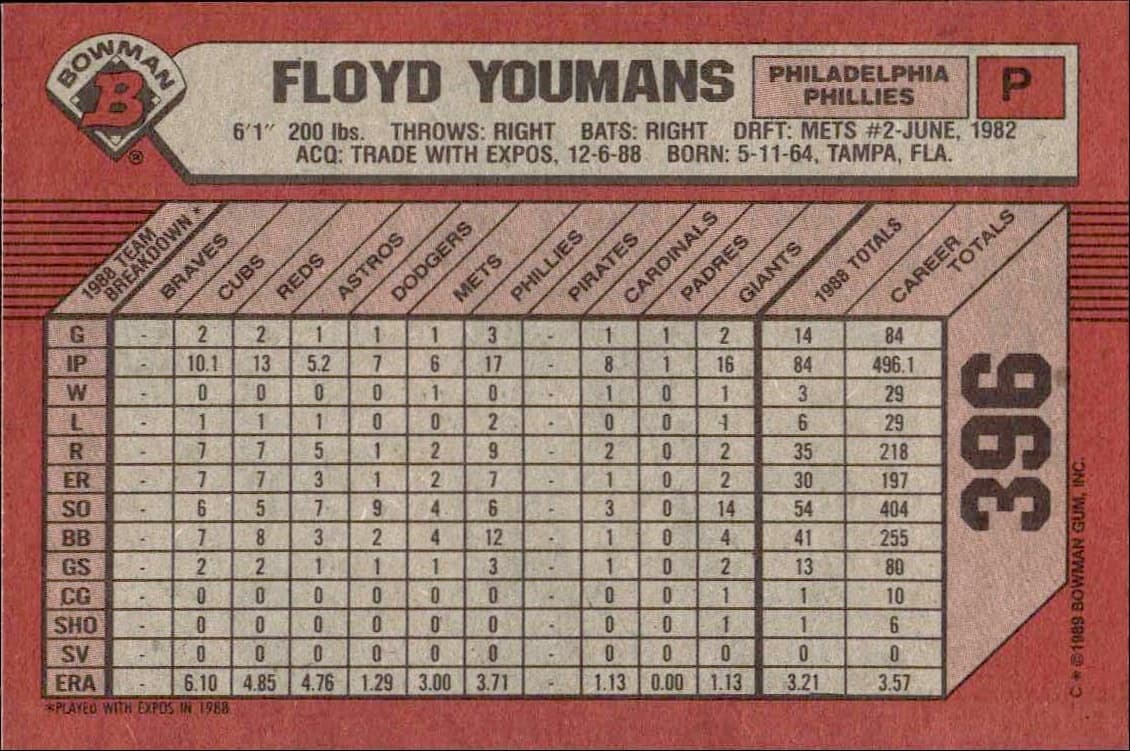 BOWMAN
B
®
FLOYD YOUMANS
PHILADELPHIA
PHILLIES
P
6'1" 200 lbs. THROWS: RIGHT BATS: RIGHT DRFT: METS #2-JUNE, 1982
ACQ: TRADE WITH EXPOS, 12-6-88 BORN: 5-11-64, TAMPA, FLA.
1988 TEAM BREAKDOWN * BRAVES CUBS REDS ASTROS DODGERS METS PHILLIES PIRATES CARDINALS PADRES GIANTS 1988 TOTALS CAREER TOTALS
G - 2 2 1 1 1 3 - 1 1 2 14 84
IP - 10.1 13 5.2 7 6 17 - 8 1 16 84 496.1
W - 0 0 0 0 1 0 - 1 0 1 3 29
L - 1 1 1 0 0 2 - 0 0 1 6 29
R - 7 7 5 1 2 9 - 2 0 2 35 218
ER - 7 7 3 1 2 7 - 1 0 2 30 197
SO - 6 5 7 9 4 6 - 3 0 14 54 404
BB - 7 8 3 2 4 12 - 1 0 4 41 255
GS - 2 2 1 1 1 3 - 1 0 2 13 80
CG - 0 0 0 0 0 0 - 0 0 1 1 10
SHO - 0 0 0 0 0 0 - 0 0 1 1 6
SV - 0 0 0 0 0 0 - 0 0 0 0 0
ERA - 6.10 4.85 4.76 1.29 3.00 3.71 - 1.13 0.00 1.13 3.21 3.57
396
*PLAYED WITH EXPOS IN 1988
C * © 1989 BOWMAN GUM, INC.